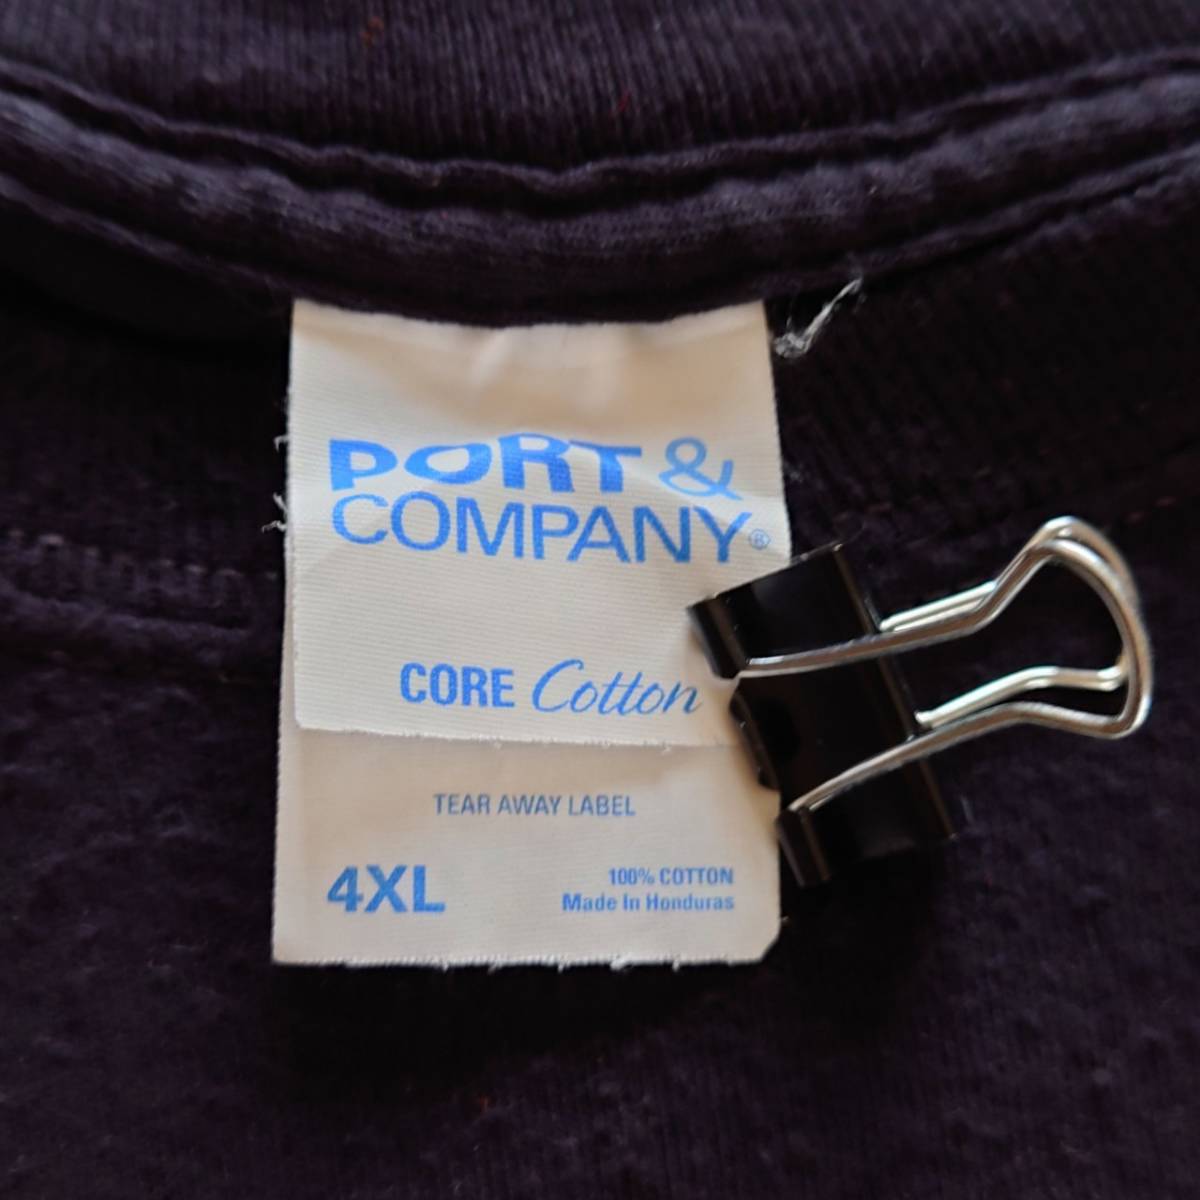 PORT &
COMPANY®
CORE Cotton
TEAR AWAY LABEL
4XL
100% COTTON
Made In Honduras